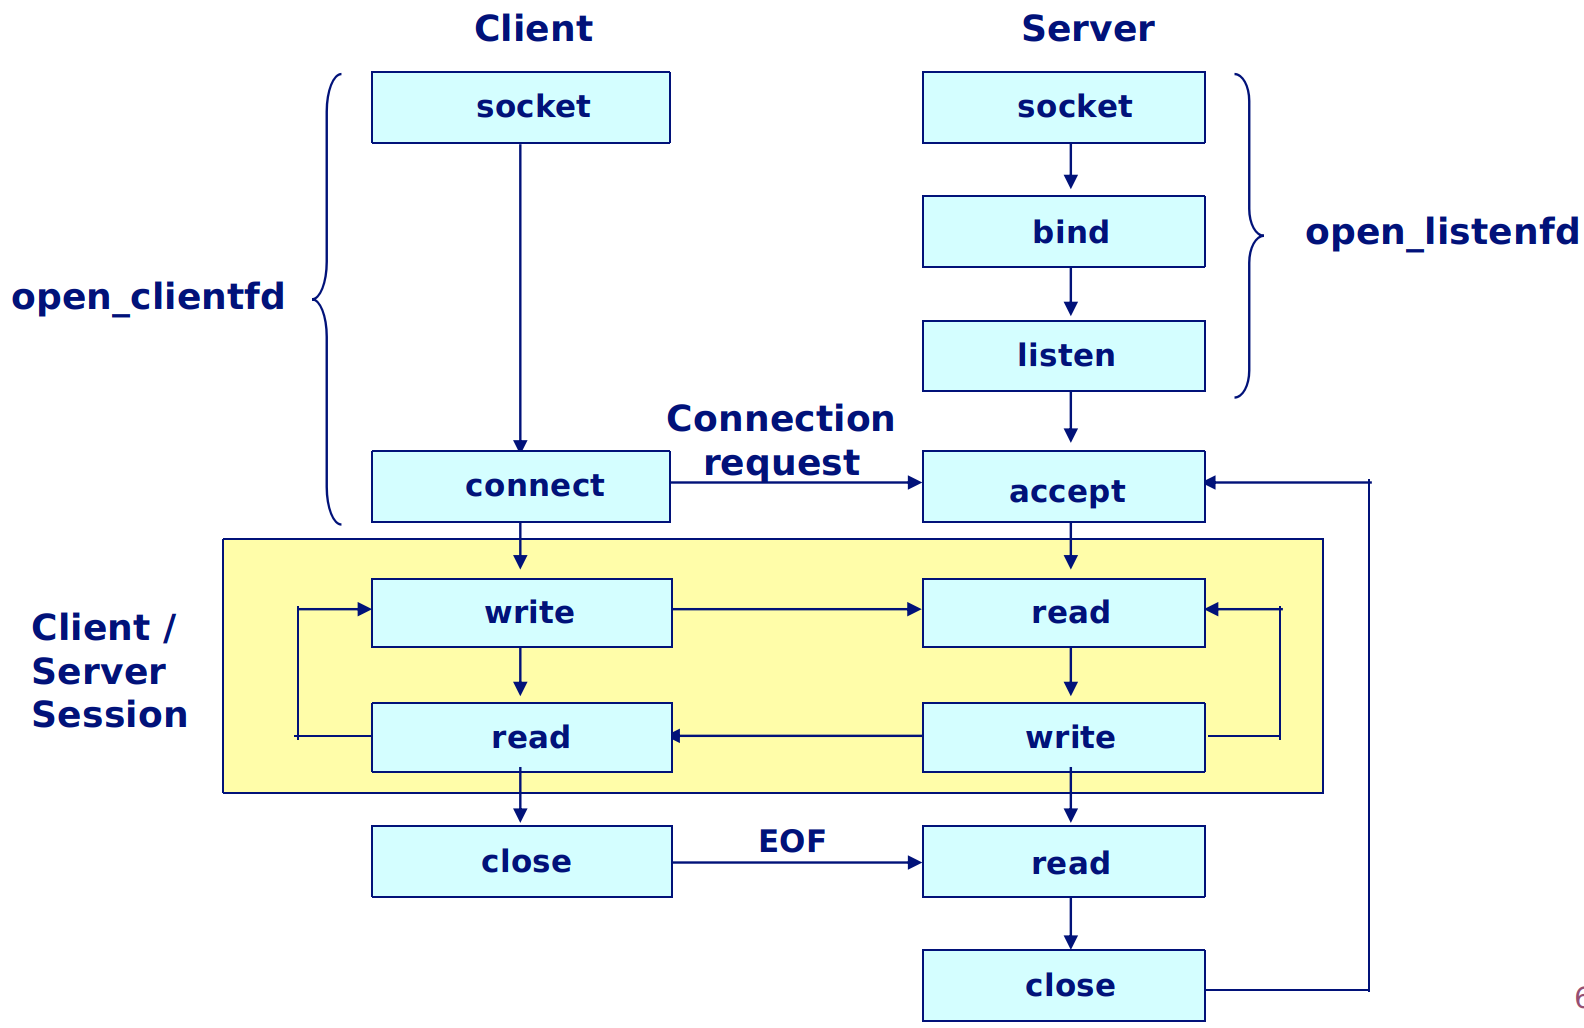 Client
Server
socket
socket
bind
open_listenfd
open_clientfd
listen
Connection
request
connect
accept
Client /
Server
Session
write
read
read
write
EOF
close
read
close
6